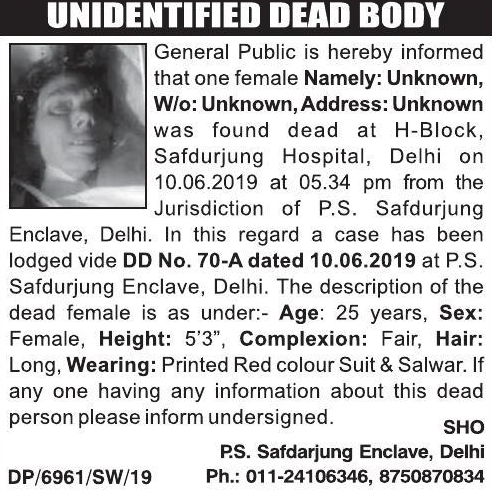 UNIDENTIFIED DEAD BODY
General Public is hereby informed
that one female Namely: Unknown,
W/o: Unknown, Address: Unknown
was found dead at H-Block,
Safdurjung Hospital, Delhi on
10.06.2019 at 05.34 pm from the
Jurisdiction of P.S. Safdurjung
Enclave, Delhi. In this regard a case has been
lodged vide DD No. 70-A dated 10.06.2019 at P.S.
Safdurjung Enclave, Delhi. The description of the
dead female is as under:- Age: 25 years, Sex:
Female, Height: 5'3", Complexion: Fair, Hair:
Long, Wearing: Printed Red colour Suit & Salwar. If
any one having any information about this dead
person please inform undersigned.
SHO
P.S. Safdarjung Enclave, Delhi
DP/6961/SW/19 Ph.: 011-24106346, 8750870834